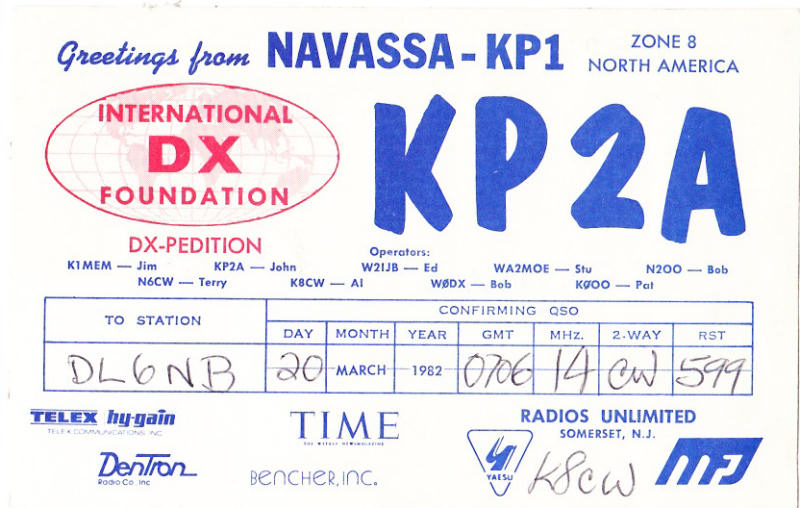 Greetings from NAVASSA - KP1
ZONE 8
NORTH AMERICA
INTERNATIONAL
DX
FOUNDATION
KP2A
DX-PEDITION
Operators:
K1MEM — Jim KP2A — John W2IJB — Ed WA2MOE — Stu N2OO — Bob
N6CW — Terry K8CW — Al WØDX — Bob KØOO — Pat
TO STATION
CONFIRMING QSO
DAY MONTH YEAR GMT MHz. 2-WAY RST
DL6NB 20 MARCH 1982 0706 14 CW 599
TELEX hy-gain
TELEX COMMUNICATIONS, INC.
DenTron
Radio Co. Inc
TIME
THE WEEKLY NEWSMAGAZINE
BENCHER, INC.
RADIOS UNLIMITED
SOMERSET, N.J.
YAESU
K8CW
MFJ